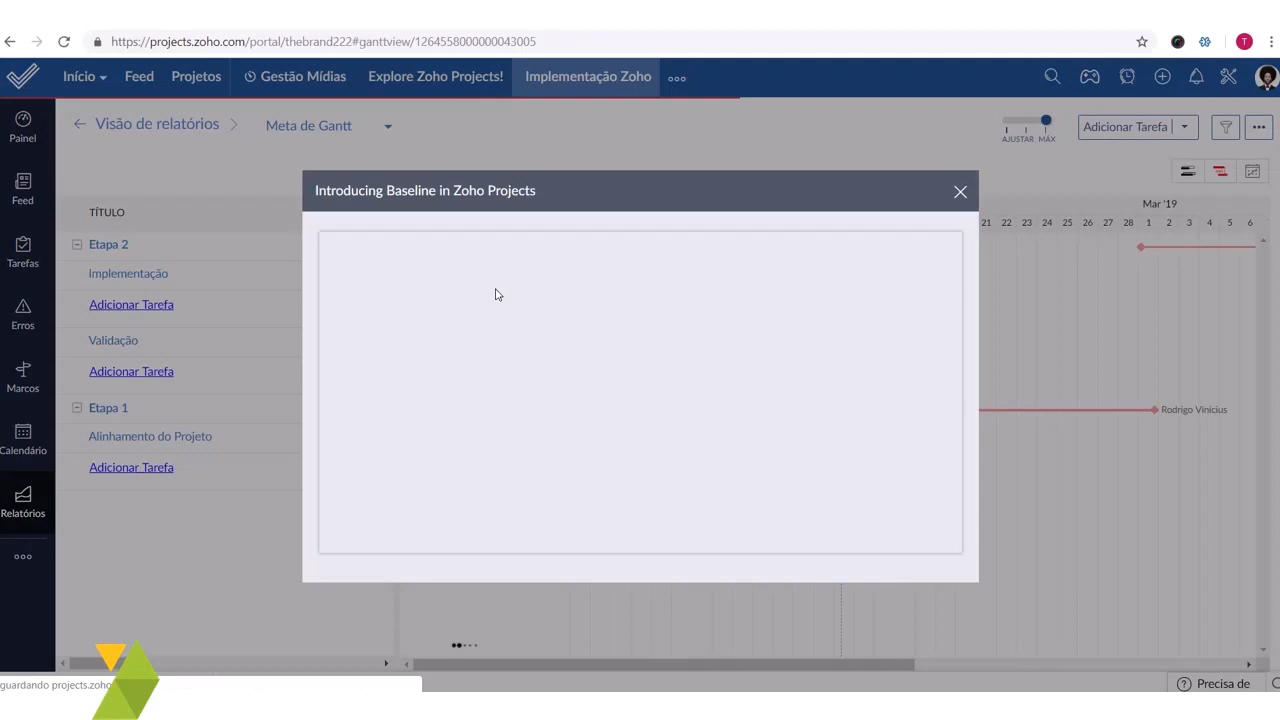 https://projects.zoho.com/portal/thebrand222#ganttview/1264558000000043005
T
Início
Feed
Projetos
Gestão Mídias
Explore Zoho Projects!
Implementação Zoho
Painel
Feed
Tarefas
Erros
Marcos
Calendário
Relatórios
Visão de relatórios
Meta de Gantt
AJUSTAR MÁX
Adicionar Tarefa
Introducing Baseline in Zoho Projects
TÍTULO
Mar '19
21 22 23 24 25 26 27 28 1 2 3 4 5 6
Etapa 2
Implementação
Adicionar Tarefa
Validação
Adicionar Tarefa
Etapa 1
Rodrigo Vinicius
Alinhamento do Projeto
Adicionar Tarefa
guardando projects.zoho
Precisa de